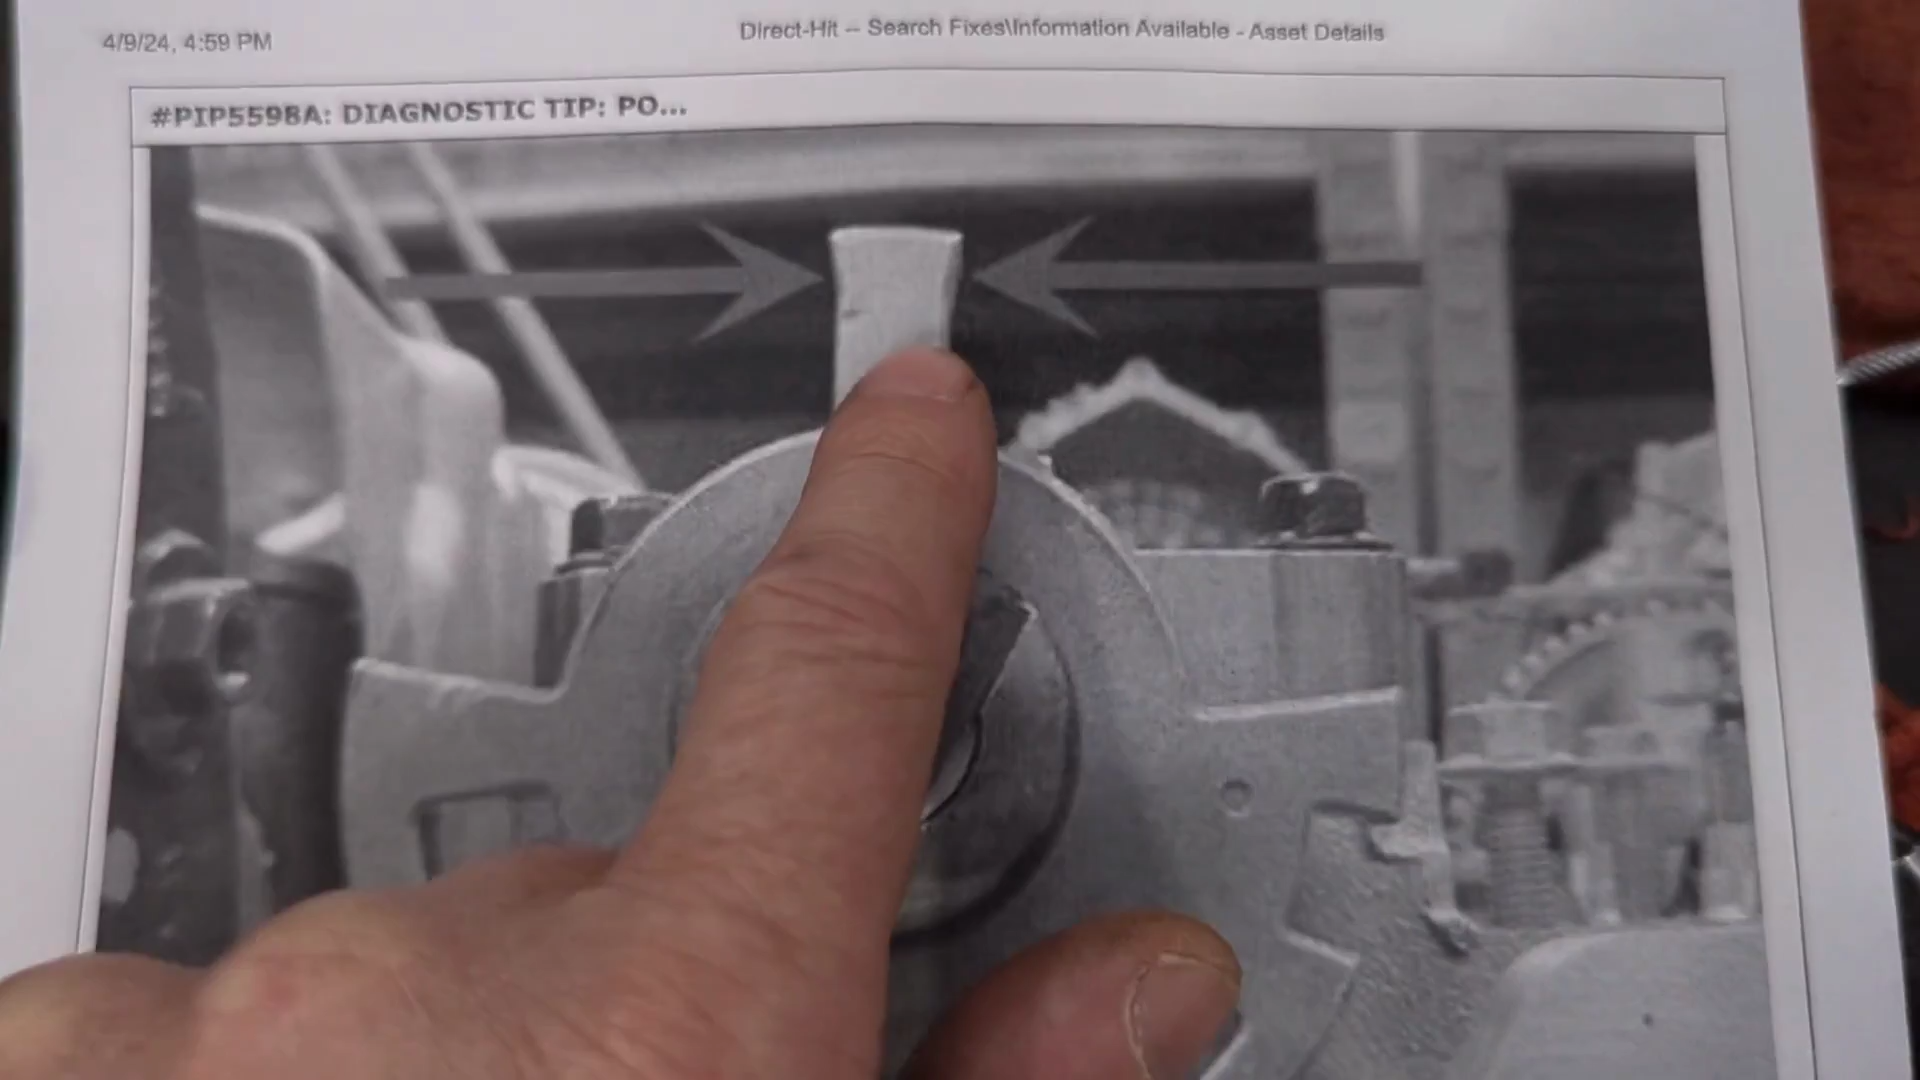 4/9/24, 4:59 PM
Direct-Hit -- Search Fixes\Information Available - Asset Details
#PIP5598A: DIAGNOSTIC TIP: PO...